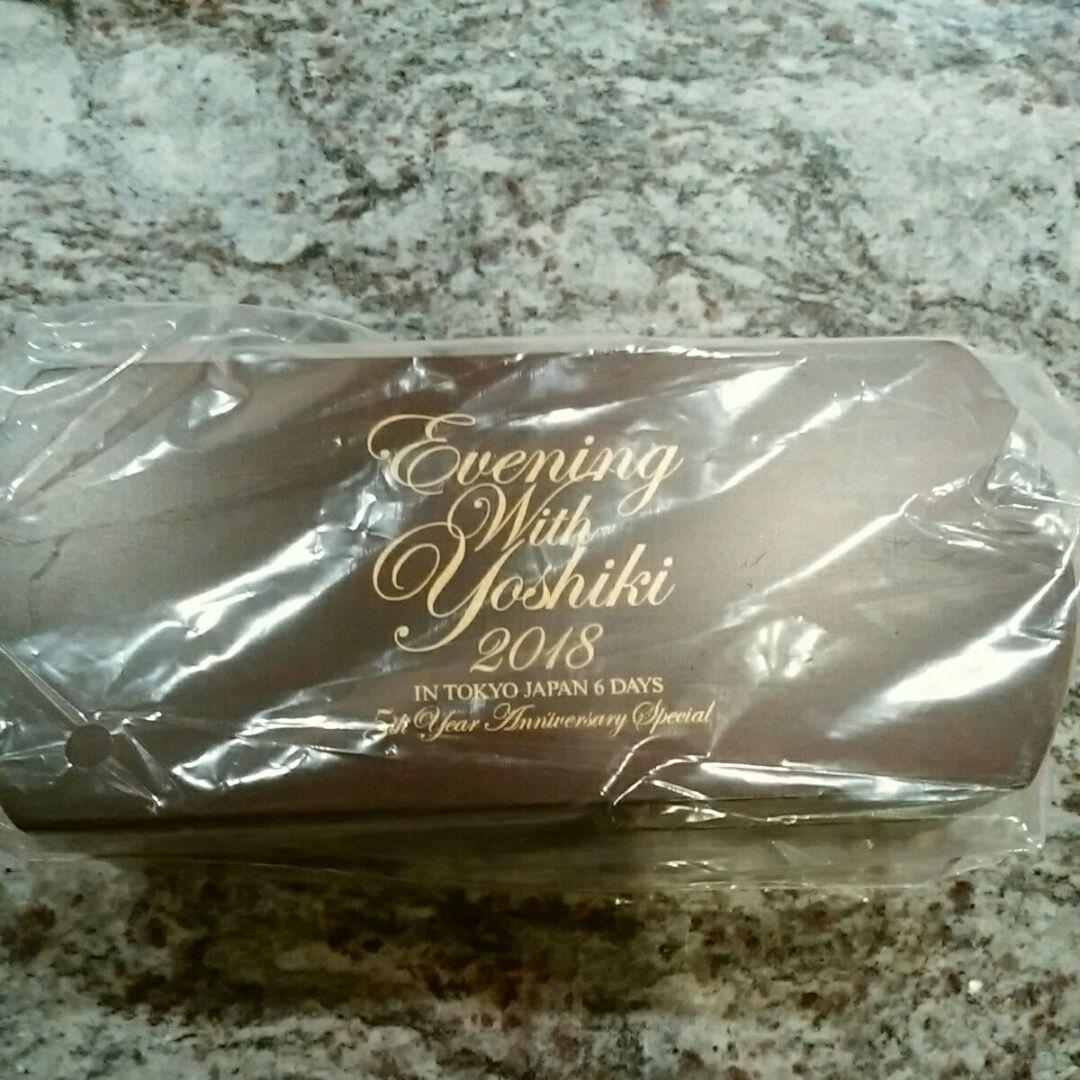 Evening
With
Yoshiki
2018
IN TOKYO JAPAN 6 DAYS
5th Year Anniversary Special